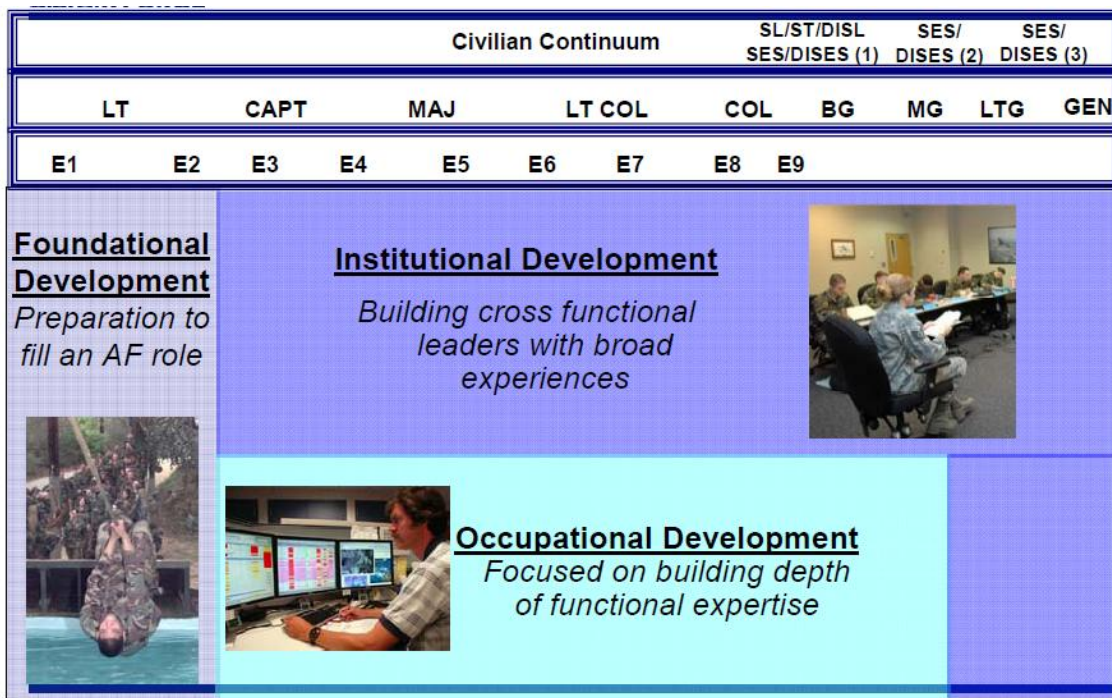 Civilian Continuum
SL/ST/DISL
SES/DISES (1)
SES/
DISES (2)
SES/
DISES (3)
LT CAPT MAJ LT COL COL BG MG LTG GEN
E1 E2 E3 E4 E5 E6 E7 E8 E9
Foundational
Development
Preparation to
fill an AF role
Institutional Development
Building cross functional
leaders with broad
experiences
Occupational Development
Focused on building depth
of functional expertise